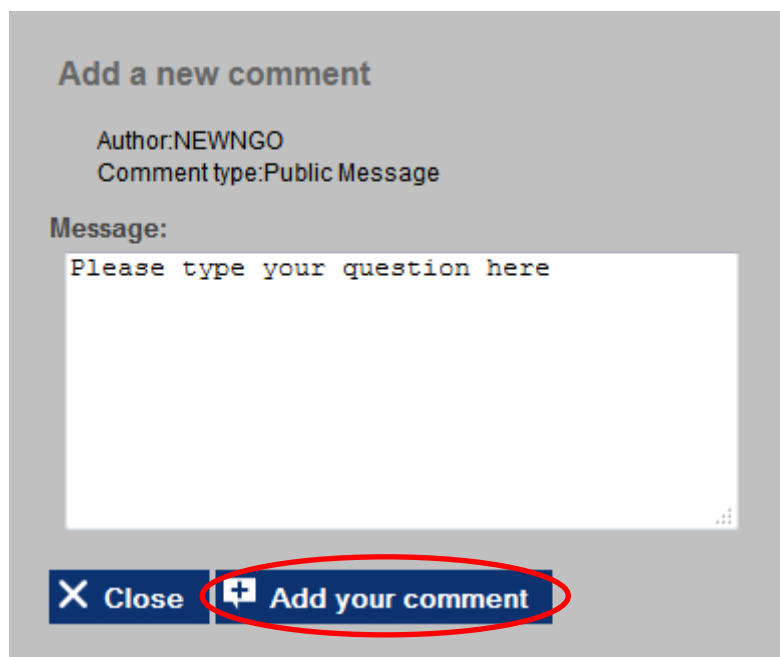 Add a new comment
Author:NEWNGO
Comment type:Public Message
Message:
Please type your question here
Close
Add your comment